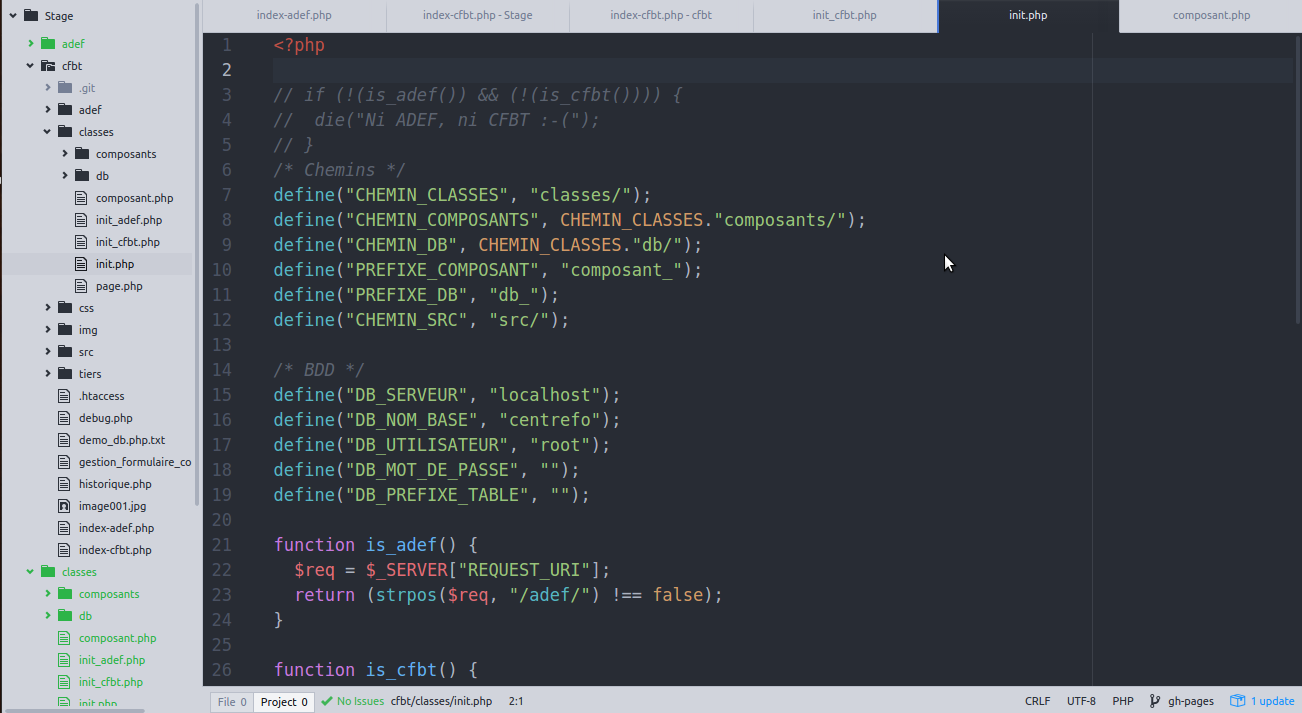 Stage
adef
cfbt
.git
adef
classes
composants
db
composant.php
init_adef.php
init_cfbt.php
init.php
page.php
css
img
src
tiers
.htaccess
debug.php
demo_db.php.txt
gestion_formulaire_co
historique.php
image001.jpg
index-adef.php
index-cfbt.php
classes
composants
db
composant.php
init_adef.php
init_cfbt.php
init.php
index-adef.php
index-cfbt.php - Stage
index-cfbt.php - cfbt
init_cfbt.php
init.php
composant.php
1 <?php
2
3 // if (!(is_adef()) && (!(is_cfbt()))) {
4 //  die("Ni ADEF, ni CFBT :-(");
5 // }
6 /* Chemins */
7 define("CHEMIN_CLASSES", "classes/");
8 define("CHEMIN_COMPOSANTS", CHEMIN_CLASSES."composants/");
9 define("CHEMIN_DB", CHEMIN_CLASSES."db/");
10 define("PREFIXE_COMPOSANT", "composant_");
11 define("PREFIXE_DB", "db_");
12 define("CHEMIN_SRC", "src/");
13
14 /* BDD */
15 define("DB_SERVEUR", "localhost");
16 define("DB_NOM_BASE", "centrefo");
17 define("DB_UTILISATEUR", "root");
18 define("DB_MOT_DE_PASSE", "");
19 define("DB_PREFIXE_TABLE", "");
20
21 function is_adef() {
22   $req = $_SERVER["REQUEST_URI"];
23   return (strpos($req, "/adef/") !== false);
24 }
25
26 function is_cfbt() {
File 0 Project 0 No Issues cfbt/classes/init.php 2:1 CRLF UTF-8 PHP gh-pages 1 update